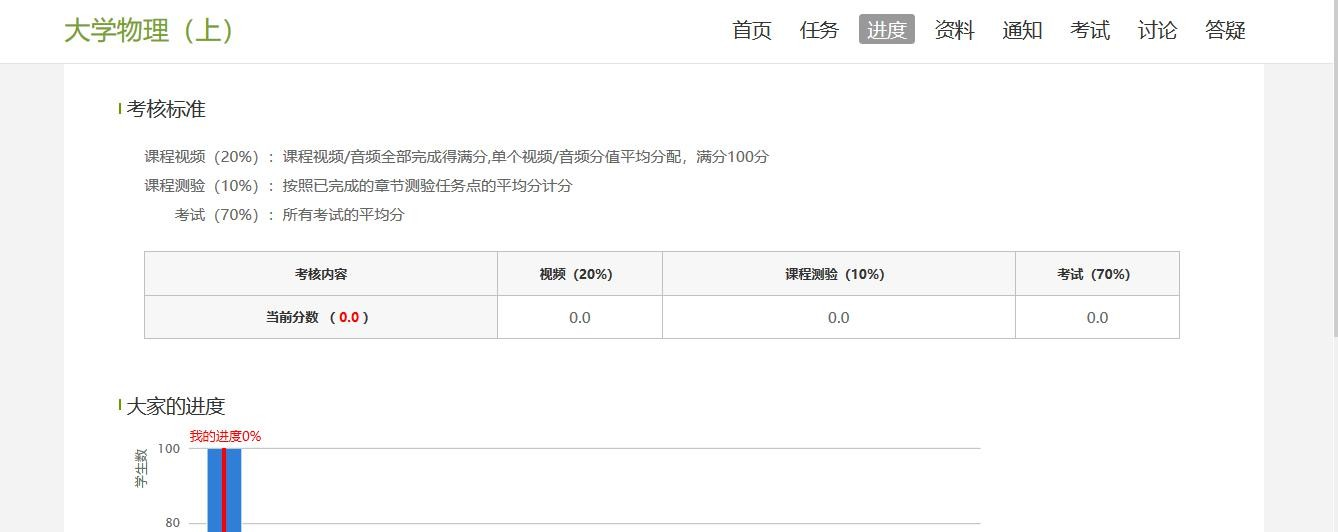 大学物理（上） 首页 任务 进度 资料 通知 考试 讨论 答疑
考核标准
课程视频（20%）：课程视频/音频全部完成得满分,单个视频/音频分值平均分配，满分100分
课程测验（10%）：按照已完成的章节测验任务点的平均分计分
考试（70%）：所有考试的平均分
考核内容 视频（20%） 课程测验（10%） 考试（70%）
当前分数 （ 0.0 ） 0.0 0.0 0.0
大家的进度
我的进度0%
100
学生数
80